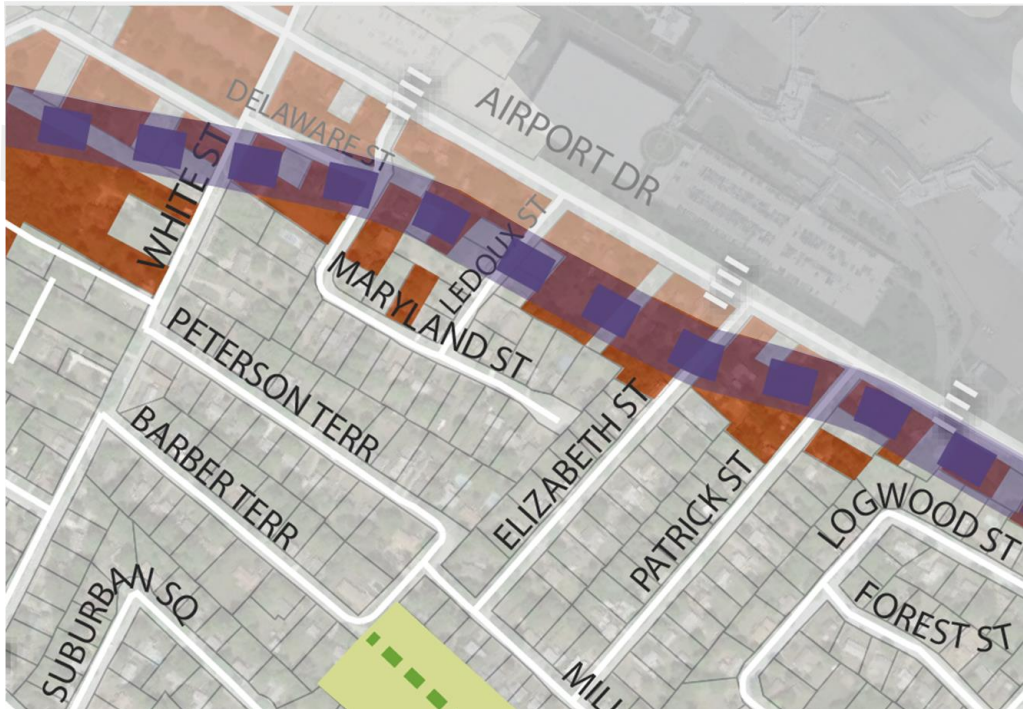 DELAWARE ST
AIRPORT DR
WHITE ST
LEDOUX ST
MARYLAND ST
PETERSON TERR
BARBER TERR
ELIZABETH ST
PATRICK ST
LOGWOOD ST
FOREST ST
SUBURBAN SQ
MILL